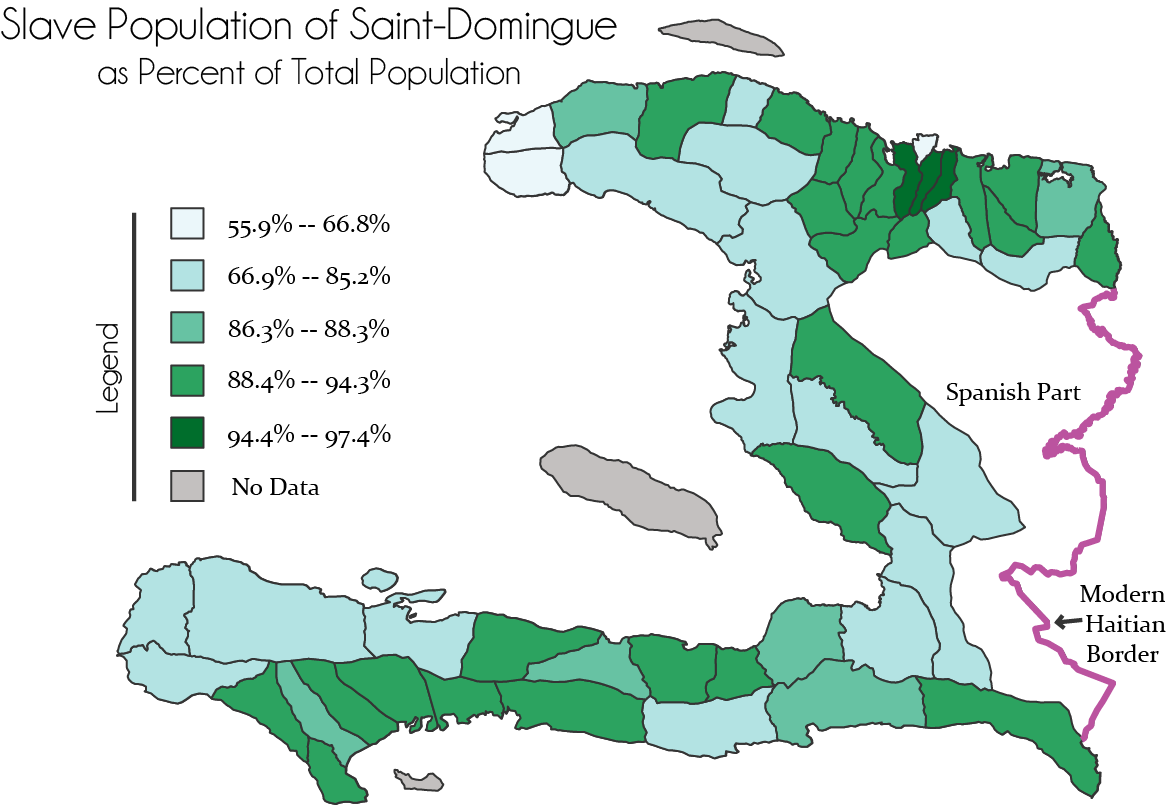 Slave Population of Saint-Domingue
as Percent of Total Population
Legend
55.9% -- 66.8%
66.9% -- 85.2%
86.3% -- 88.3%
88.4% -- 94.3%
94.4% -- 97.4%
No Data
Spanish Part
Modern
Haitian
Border